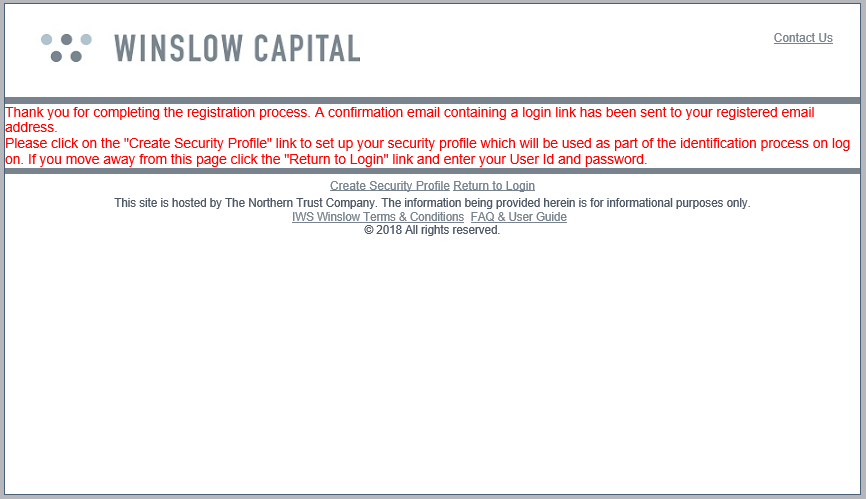 WINSLOW CAPITAL
Contact Us
Thank you for completing the registration process. A confirmation email containing a login link has been sent to your registered email
address.
Please click on the "Create Security Profile" link to set up your security profile which will be used as part of the identification process on log
on. If you move away from this page click the "Return to Login" link and enter your User Id and password.
Create Security Profile Return to Login
This site is hosted by The Northern Trust Company. The information being provided herein is for informational purposes only.
IWS Winslow Terms & Conditions FAQ & User Guide
© 2018 All rights reserved.